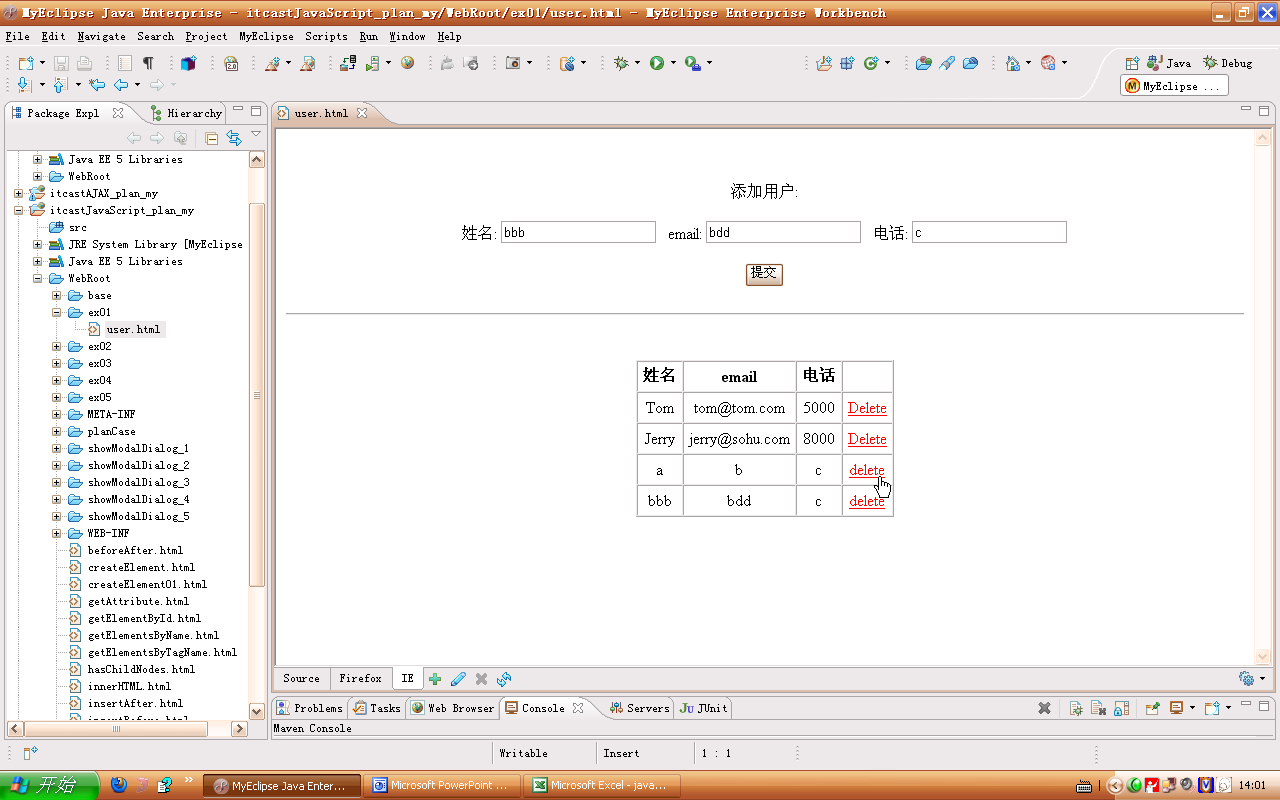 MyEclipse Java Enterprise - itcastJavaScript_plan_my/WebRoot/ex01/user.html - MyEclipse Enterprise Workbench
File Edit Navigate Search Project MyEclipse Scripts Run Window Help
2.0
Java Debug
MyEclipse ...
Package Expl Hierarchy
Java EE 5 Libraries
WebRoot
itcastAJAX_plan_my
itcastJavaScript_plan_my
src
JRE System Library [MyEclipse
Java EE 5 Libraries
WebRoot
base
ex01
user.html
ex02
ex03
ex04
ex05
META-INF
planCase
showModalDialog_1
showModalDialog_2
showModalDialog_3
showModalDialog_4
showModalDialog_5
WEB-INF
beforeAfter.html
createElement.html
createElement01.html
getAttribute.html
getElementById.html
getElementsByName.html
getElementsByTagName.html
hasChildNodes.html
innerHTML.html
insertAfter.html
insertBefore.html
user.html
添加用户:
姓名: bbb email: bdd 电话: c
提交
姓名 email 电话
Tom tom@tom.com 5000 Delete
Jerry jerry@sohu.com 8000 Delete
a b c delete
bbb bdd c delete
Source Firefox IE
Problems Tasks Web Browser Console Servers JUnit
Maven Console
Writable Insert 1 : 1
开始 MyEclipse Java Enter... Microsoft PowerPoint ... Microsoft Excel - java... 14:01